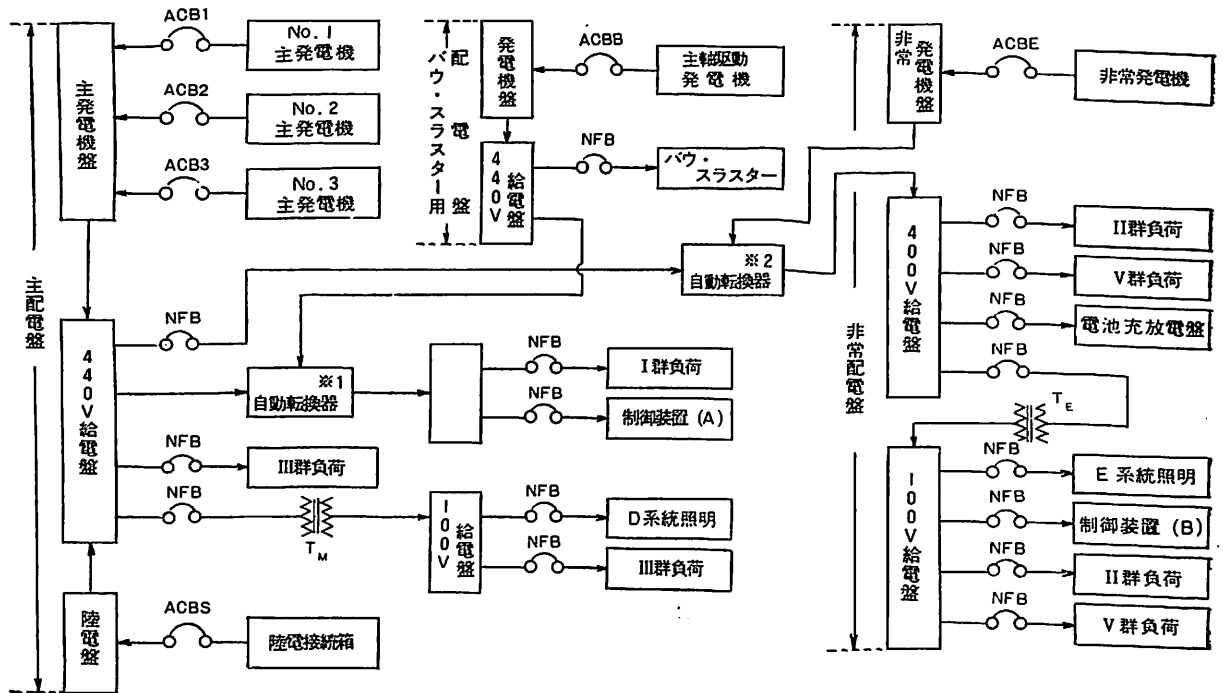 ACB1
No.1
主発電機
ACB2
No.2
主発電機
ACB3
No.3
主発電機
主発電機盤
主配電盤
440V給電盤
NFB
NFB
III群負荷
NFB
TM
陸電盤
ACBS
陸電接続箱
バウ・スラスター用
配電盤
発電機盤
ACBB
主軸駆動
発電機
440V
給電盤
NFB
バウ・
スラスター
※1
自動転換器
※2
自動転換器
NFB
I群負荷
NFB
制御装置(A)
100V
給電盤
NFB
D系統照明
NFB
III群負荷
非常配電盤
非常
発電機盤
ACBE
非常発電機
400V給電盤
NFB
II群負荷
NFB
V群負荷
NFB
電池充放電盤
NFB
TE
100V給電盤
NFB
E系統照明
NFB
制御装置(B)
NFB
II群負荷
NFB
V群負荷